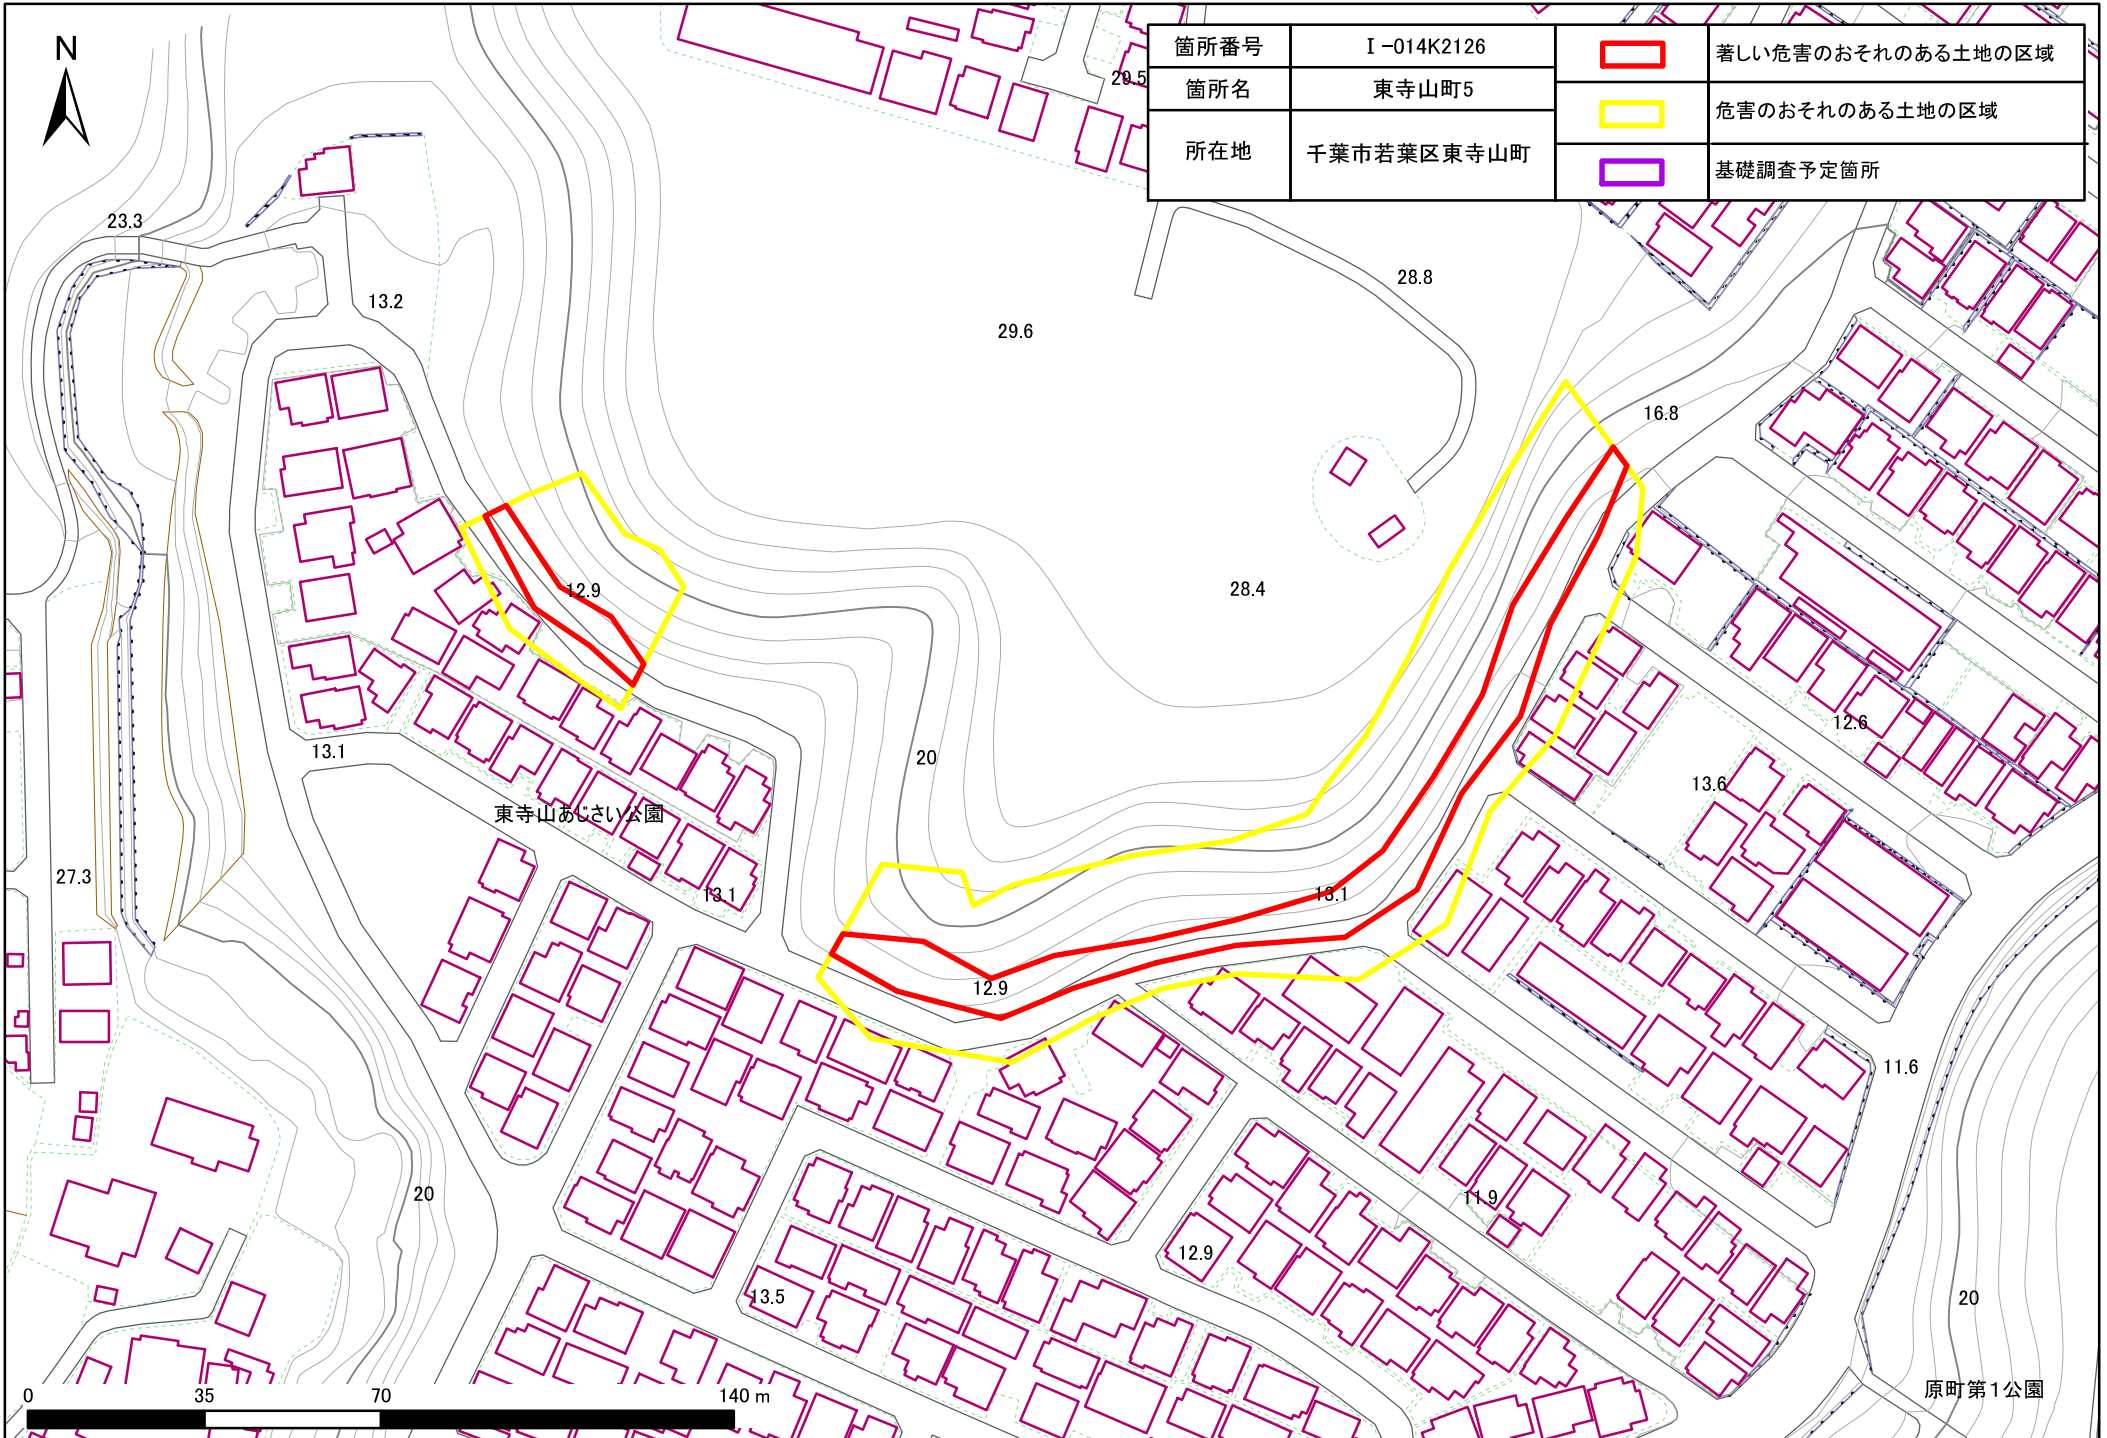 N
箇所番号 Ⅰ-014K2126
箇所名 東寺山町5
所在地 千葉市若葉区東寺山町
著しい危害のおそれのある土地の区域
危害のおそれのある土地の区域
基礎調査予定箇所
29.5
23.3
13.2
28.8
29.6
16.8
12.9
28.4
12.6
13.1
20
13.6
東寺山あじさい公園
27.3
13.1
13.1
12.9
11.6
20
11.9
12.9
13.5
20
原町第1公園
0 35 70 140 m